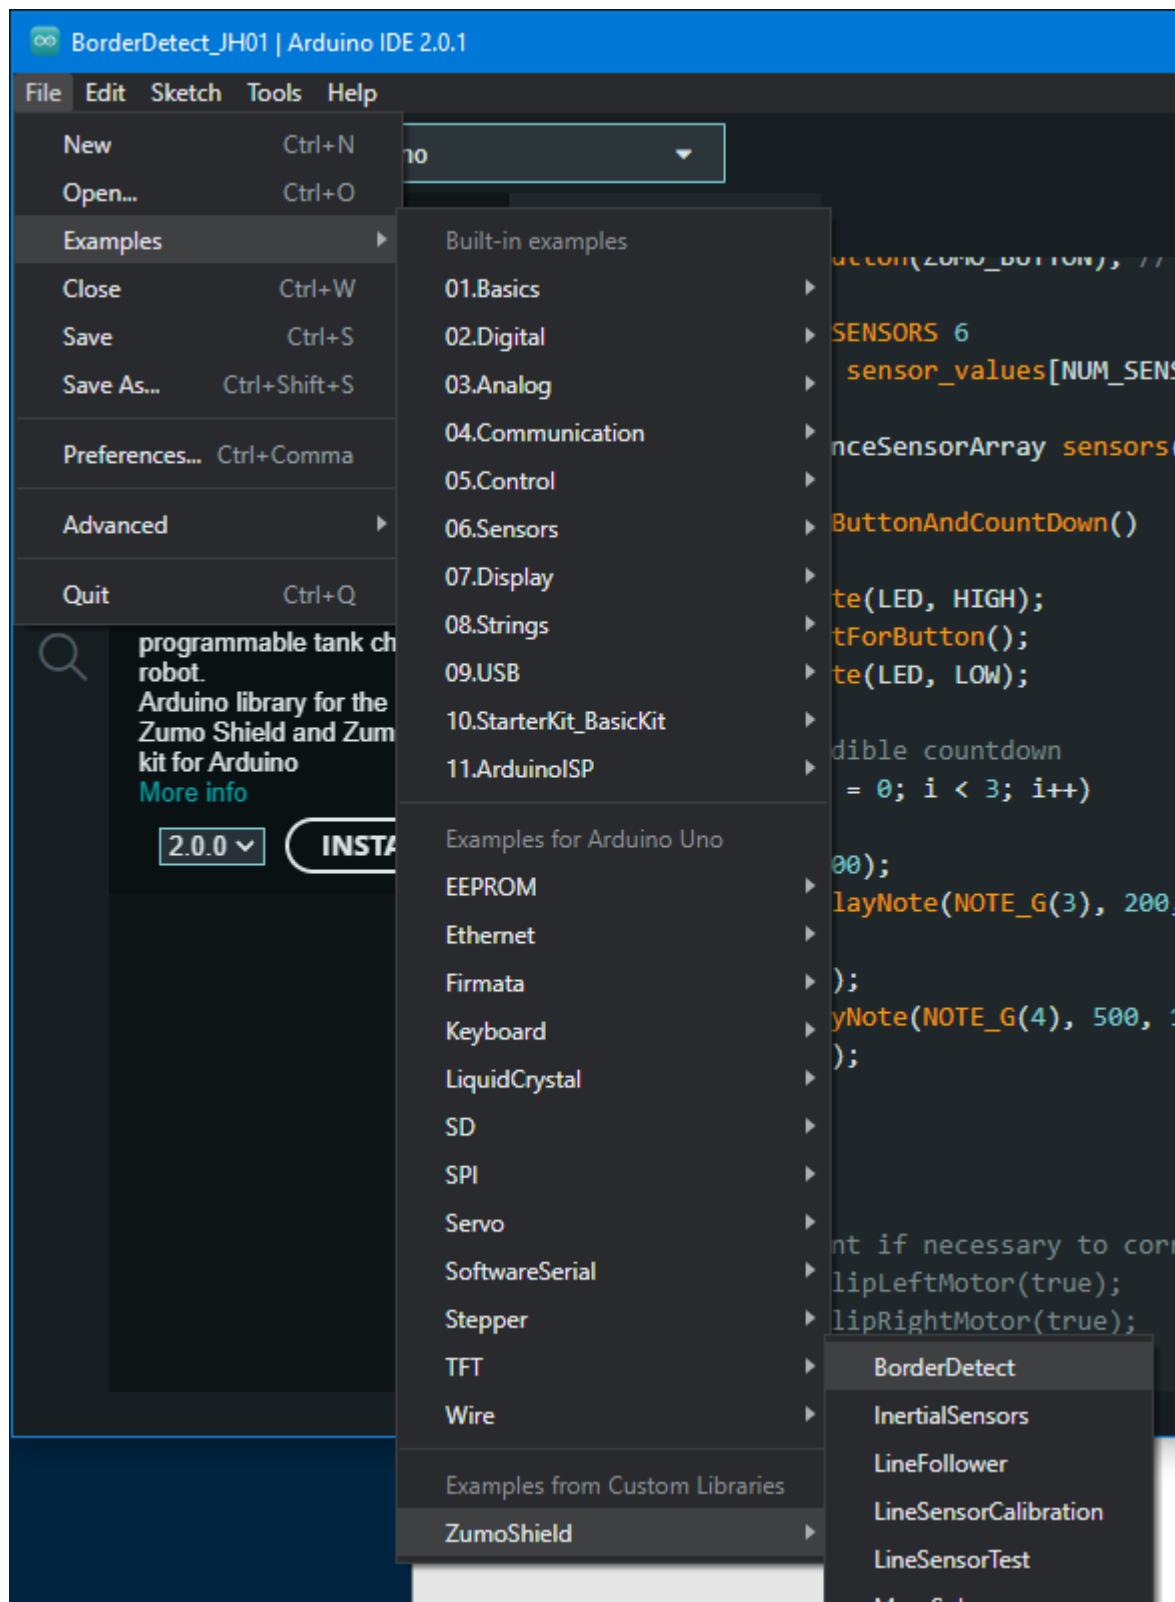 BorderDetect_JH01 | Arduino IDE 2.0.1
File Edit Sketch Tools Help
New Ctrl+N
Open... Ctrl+O
Examples
Close Ctrl+W
Save Ctrl+S
Save As... Ctrl+Shift+S
Preferences... Ctrl+Comma
Advanced
Quit Ctrl+Q
no
programmable tank ch
robot.
Arduino library for the
Zumo Shield and Zum
kit for Arduino
More info
2.0.0 INSTA
Built-in examples
01.Basics
02.Digital
03.Analog
04.Communication
05.Control
06.Sensors
07.Display
08.Strings
09.USB
10.StarterKit_BasicKit
11.ArduinoISP
Examples for Arduino Uno
EEPROM
Ethernet
Firmata
Keyboard
LiquidCrystal
SD
SPI
Servo
SoftwareSerial
Stepper
TFT
Wire
Examples from Custom Libraries
ZumoShield
BorderDetect
InertialSensors
LineFollower
LineSensorCalibration
LineSensorTest
utton(ZUMO_BUTTON); //
SENSORS 6
sensor_values[NUM_SENS
nceSensorArray sensors(
ButtonAndCountDown()
te(LED, HIGH);
tForButton();
te(LED, LOW);
dible countdown
= 0; i < 3; i++)
00);
layNote(NOTE_G(3), 200,
);
yNote(NOTE_G(4), 500, 1
);
nt if necessary to corr
lipLeftMotor(true);
lipRightMotor(true);